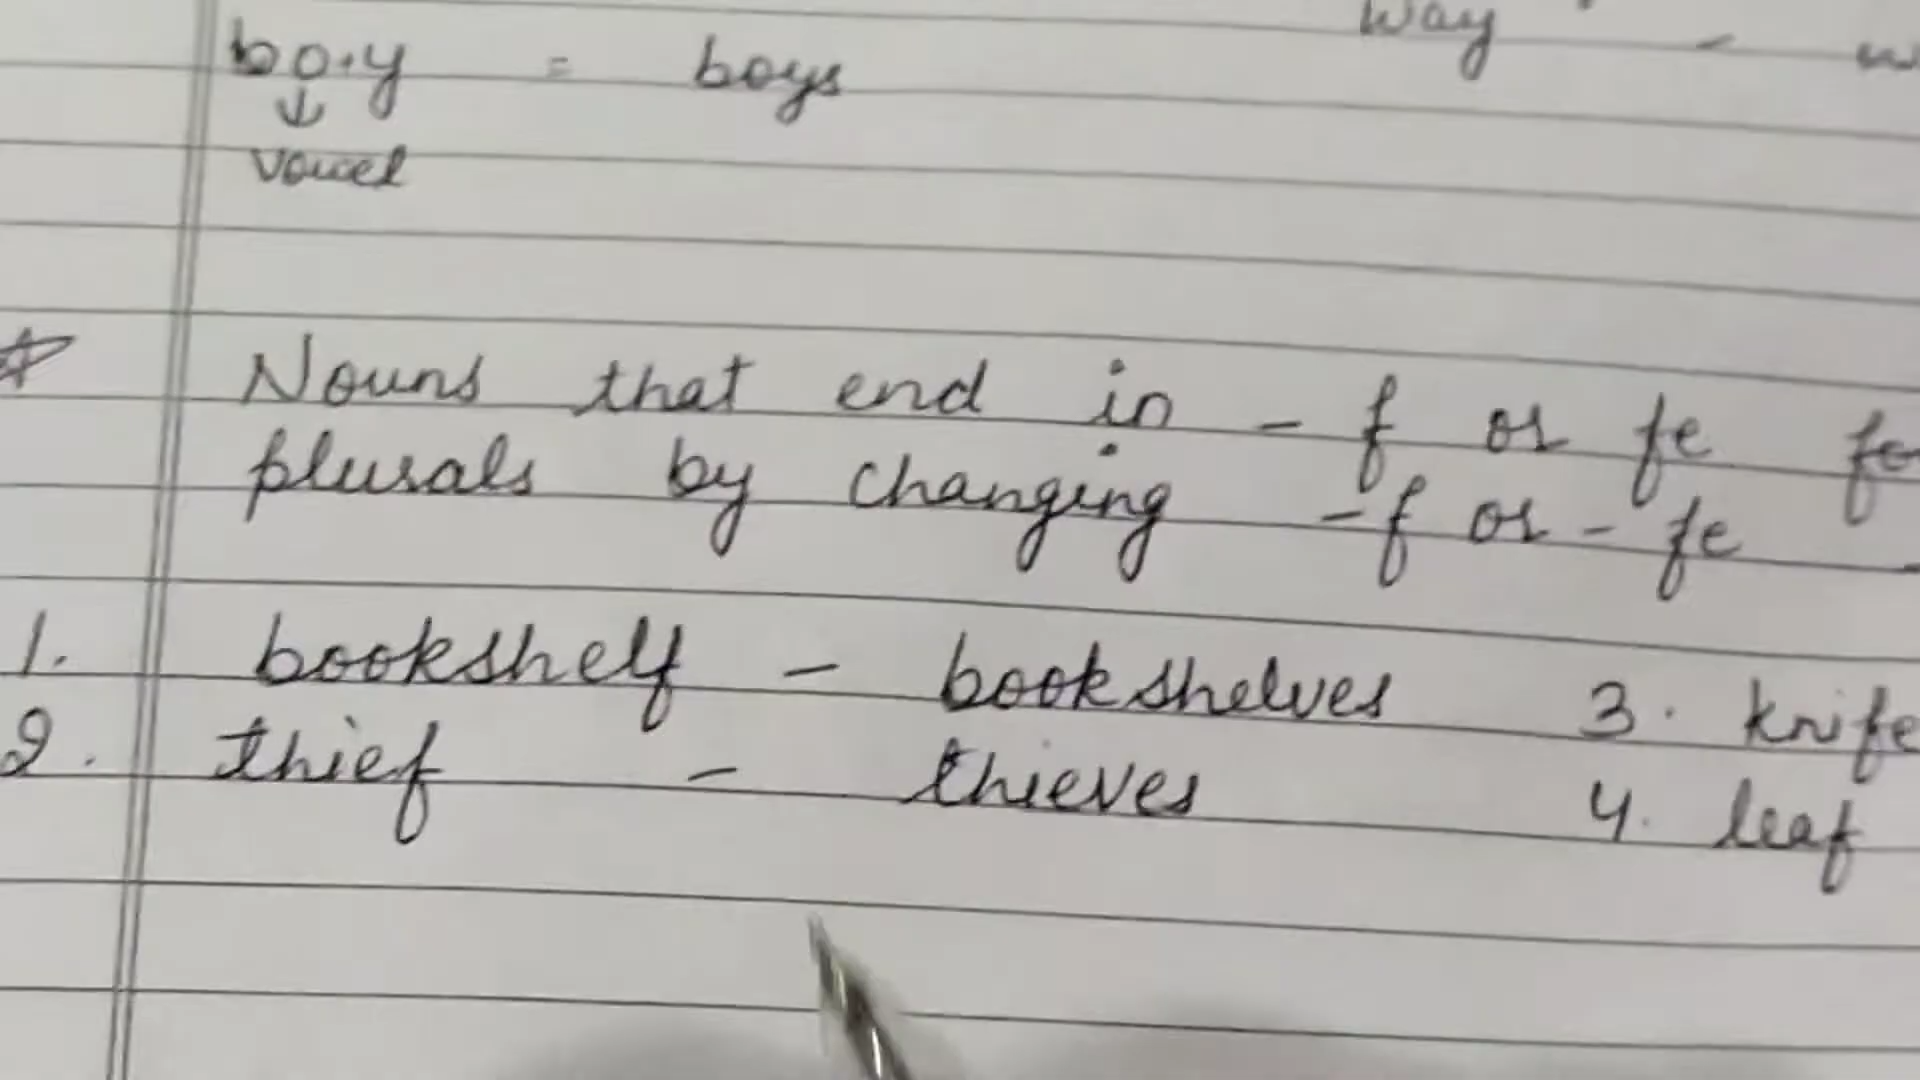 way -
bo.y = boys
↓
vowel
Nouns that end in - f or fe
plurals by changing - f or - fe
1. bookshelf - bookshelves 3. knife
2. thief - thieves 4. leaf